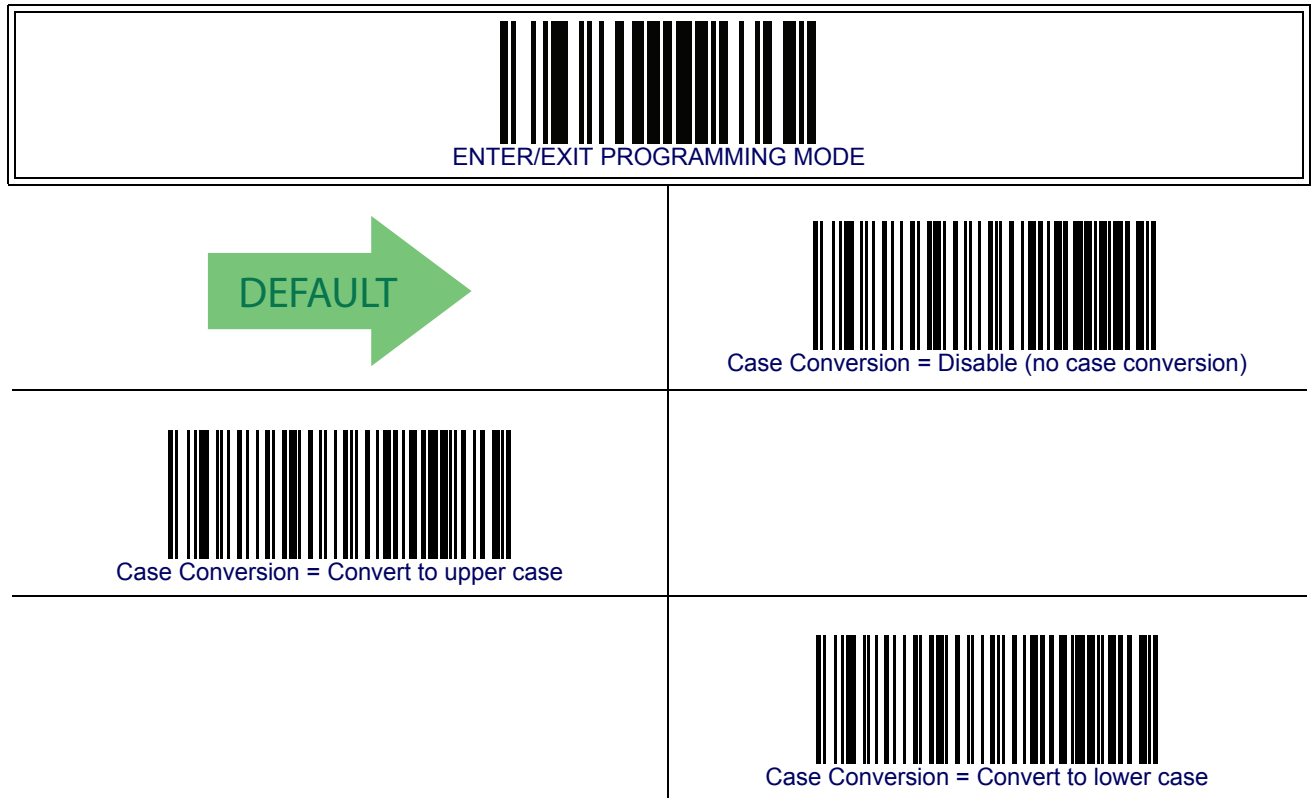 ENTER/EXIT PROGRAMMING MODE
DEFAULT
Case Conversion = Disable (no case conversion)
Case Conversion = Convert to upper case
Case Conversion = Convert to lower case